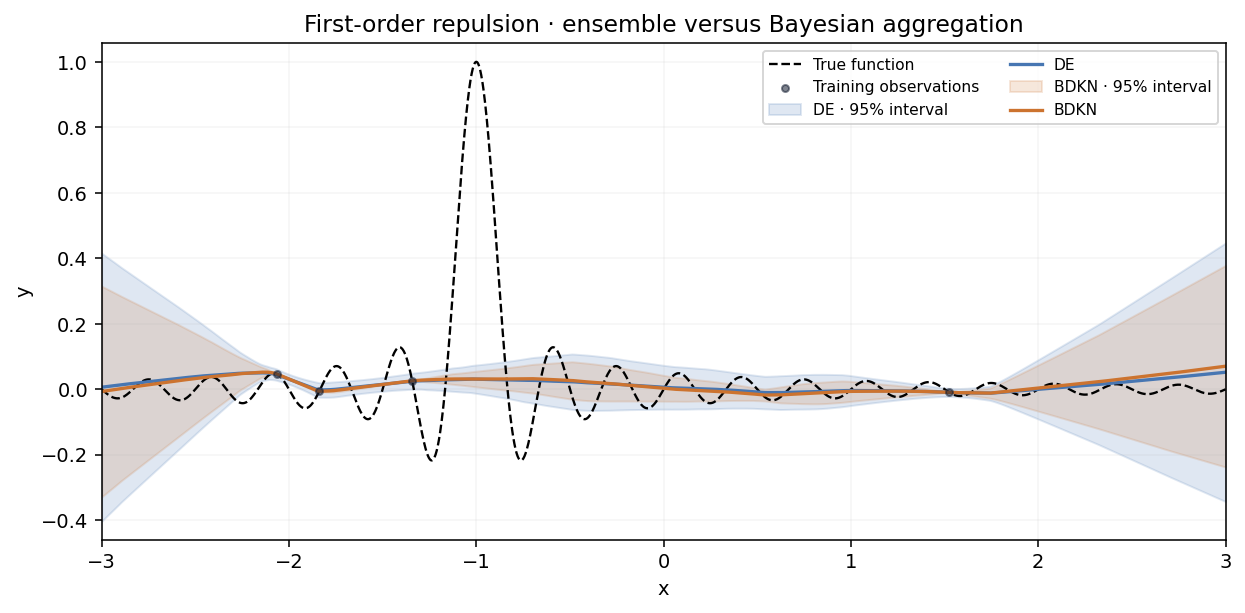 First-order repulsion · ensemble versus Bayesian aggregation
True function
Training observations
DE · 95% interval
DE
BDKN · 95% interval
BDKN
y
1.0
0.8
0.6
0.4
0.2
0.0
−0.2
−0.4
−3
−2
−1
0
1
2
3
x